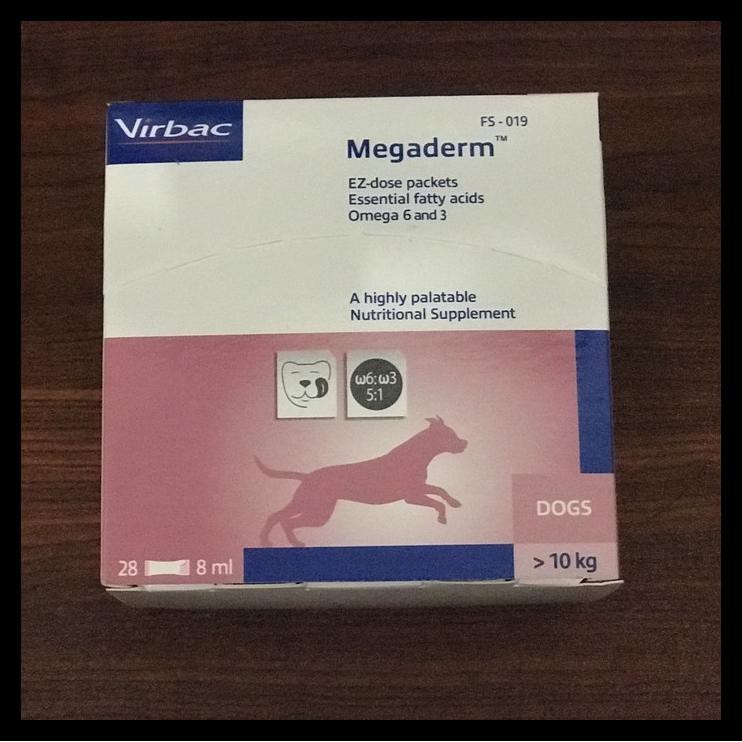 Virbac
FS - 019
Megaderm™
EZ-dose packets
Essential fatty acids
Omega 6 and 3
A highly palatable
Nutritional Supplement
ω6:ω3
5:1
DOGS
> 10 kg
28 8 ml